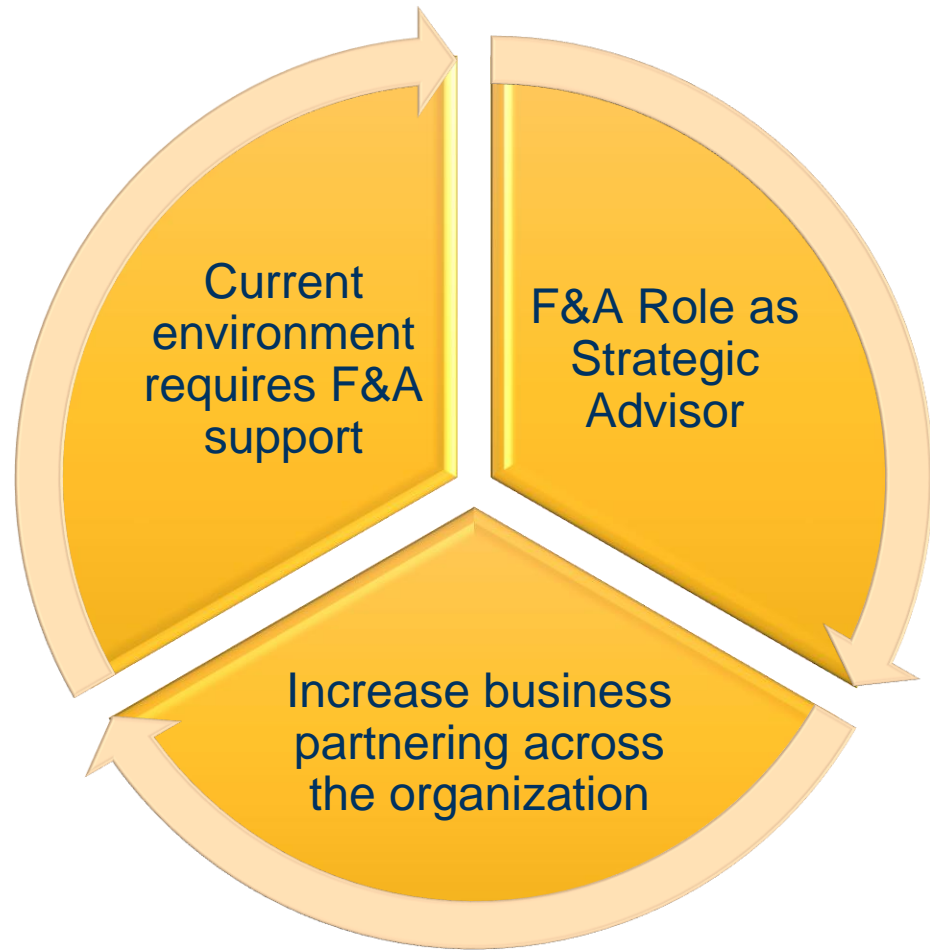 Current
environment
requires F&A
support
F&A Role as
Strategic
Advisor
Increase business
partnering across
the organization